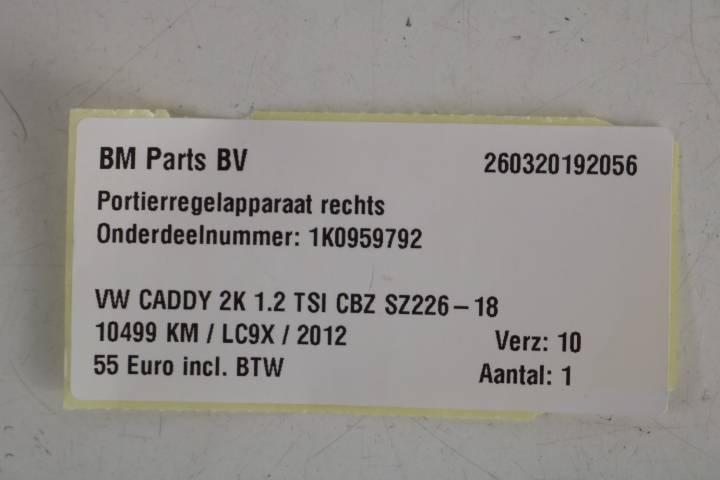 BM Parts BV 260320192056
Portierregelapparaat rechts
Onderdeelnummer: 1K0959792
VW CADDY 2K 1.2 TSI CBZ SZ226-18
10499 KM / LC9X / 2012 Verz: 10
55 Euro incl. BTW Aantal: 1